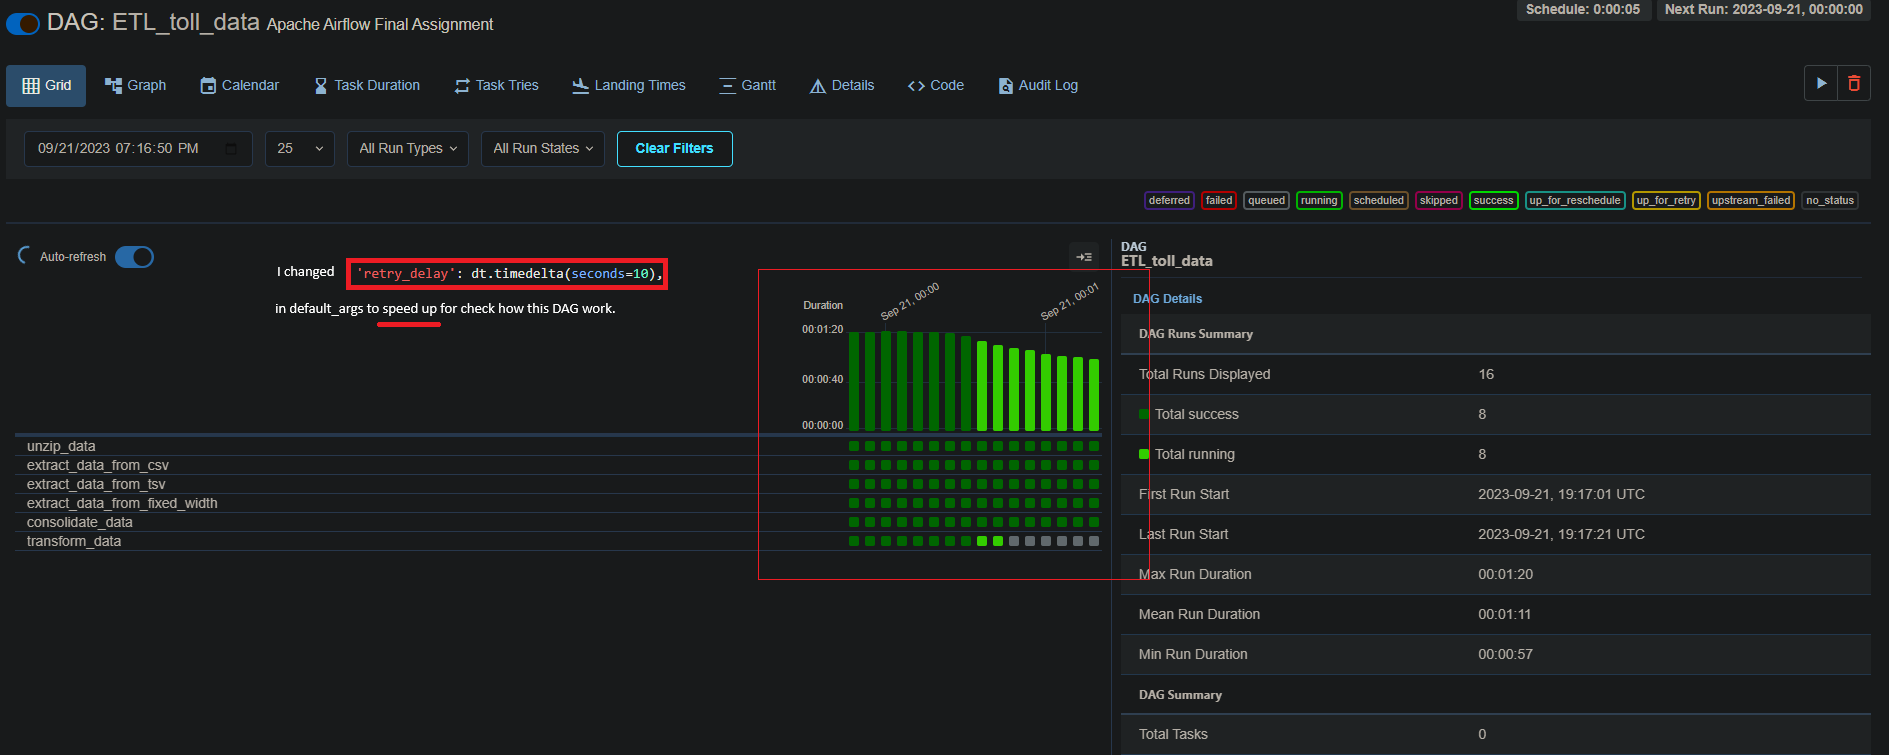 DAG: ETL_toll_data Apache Airflow Final Assignment
Schedule: 0:00:05
Next Run: 2023-09-21, 00:00:00
Grid
Graph
Calendar
Task Duration
Task Tries
Landing Times
Gantt
Details
Code
Audit Log
09/21/2023 07:16:50 PM
25
All Run Types
All Run States
Clear Filters
deferred
failed
queued
running
scheduled
skipped
success
up_for_reschedule
up_for_retry
upstream_failed
no_status
Auto-refresh
I changed 'retry_delay': dt.timedelta(seconds=10),
in default_args to speed up for check how this DAG work.
Duration
Sep 21, 00:00
Sep 21, 00:01
00:01:20
00:00:40
00:00:00
unzip_data
extract_data_from_csv
extract_data_from_tsv
extract_data_from_fixed_width
consolidate_data
transform_data
DAG
ETL_toll_data
DAG Details
DAG Runs Summary
Total Runs Displayed 16
Total success 8
Total running 8
First Run Start 2023-09-21, 19:17:01 UTC
Last Run Start 2023-09-21, 19:17:21 UTC
Max Run Duration 00:01:20
Mean Run Duration 00:01:11
Min Run Duration 00:00:57
DAG Summary
Total Tasks 0